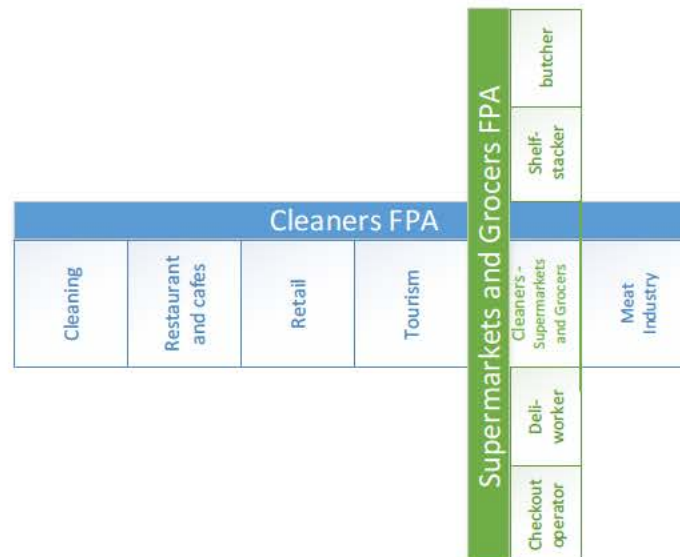 butcher
Shelf-
stacker
Supermarkets and Grocers FPA
Cleaners FPA
Cleaning
Restaurant
and cafes
Retail
Tourism
Cleaners -
Supermarkets
and Grocers
Meat
Industry
Deli-
worker
Checkout
operator